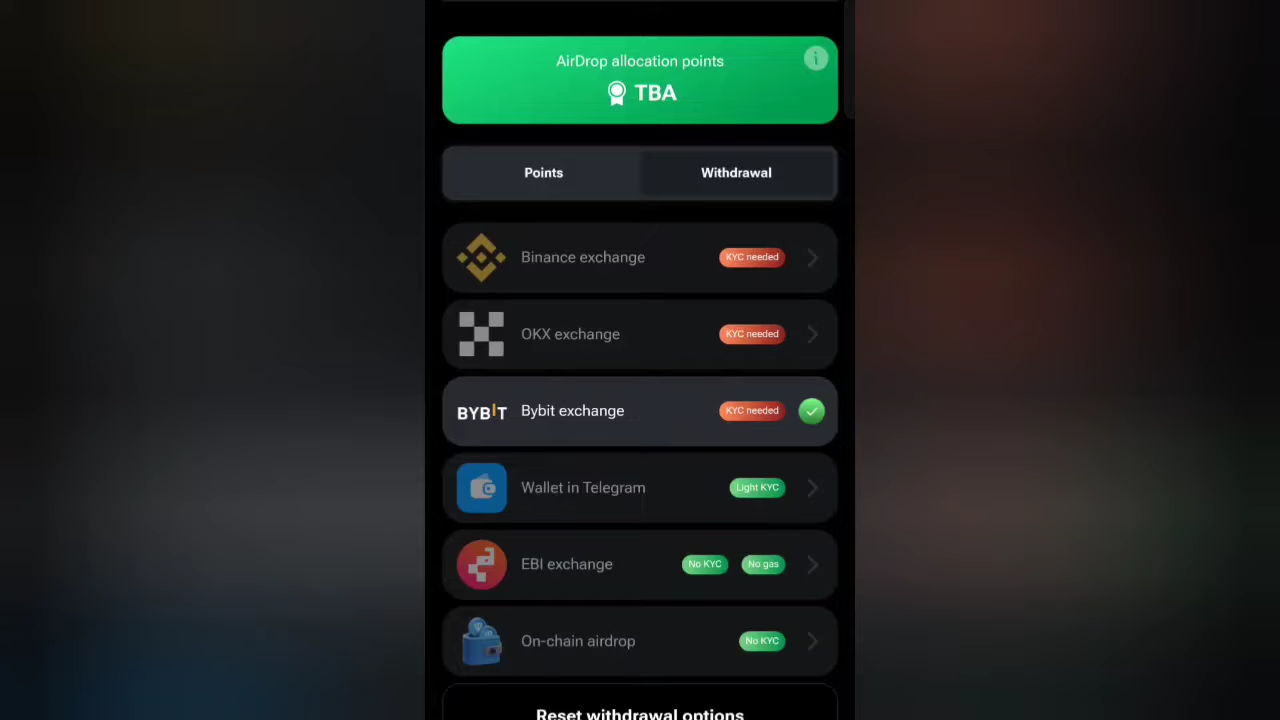 AirDrop allocation points
TBA
Points
Withdrawal
Binance exchange
KYC needed
OKX exchange
KYC needed
BYBIT
Bybit exchange
KYC needed
Wallet in Telegram
Light KYC
EBI exchange
No KYC
No gas
On-chain airdrop
No KYC
Reset withdrawal options